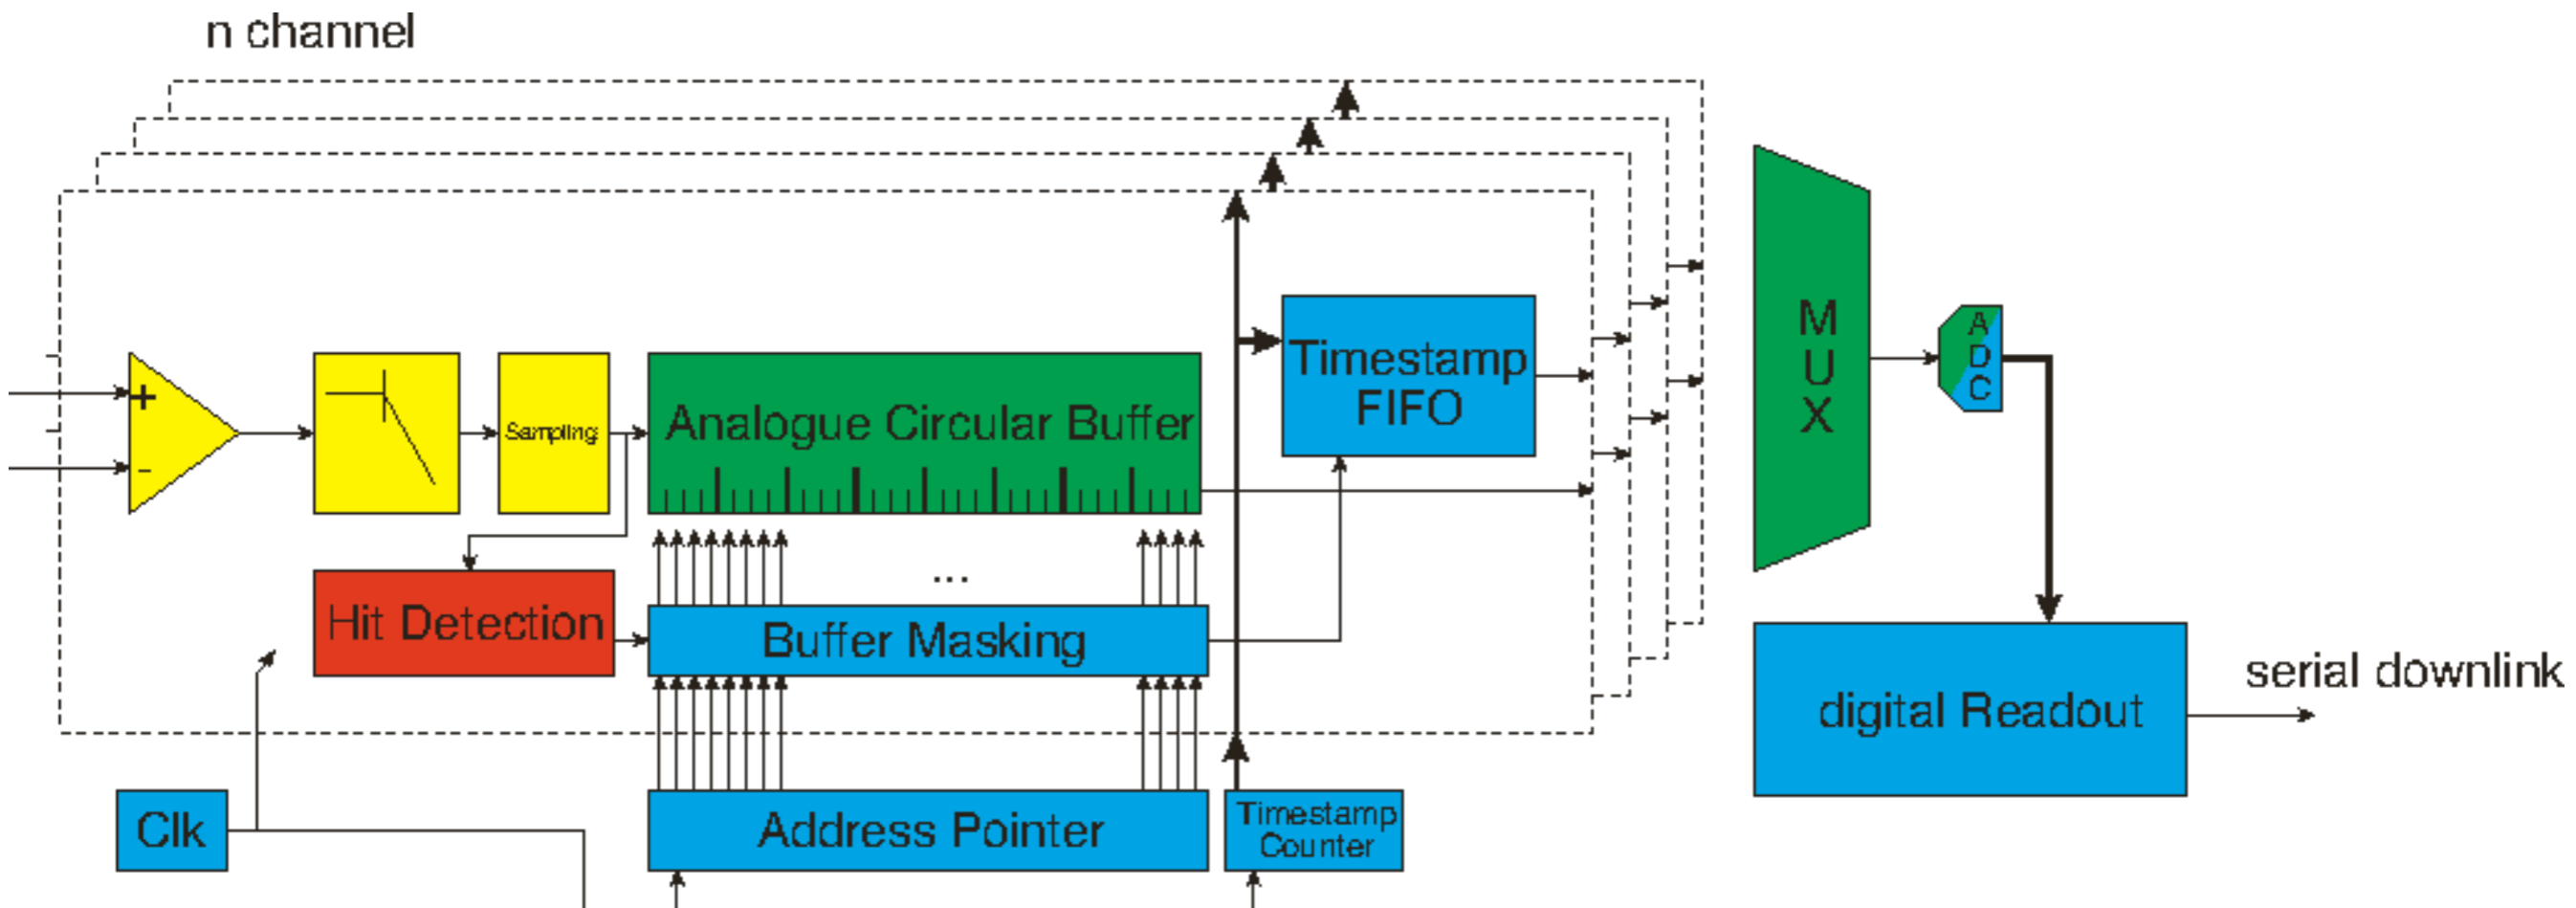 n channel
+
-
Sampling
Analogue Circular Buffer
Timestamp
FIFO
M
U
X
A
D
C
Hit Detection
...
Buffer Masking
digital Readout
serial downlink
Clk
Address Pointer
Timestamp
Counter